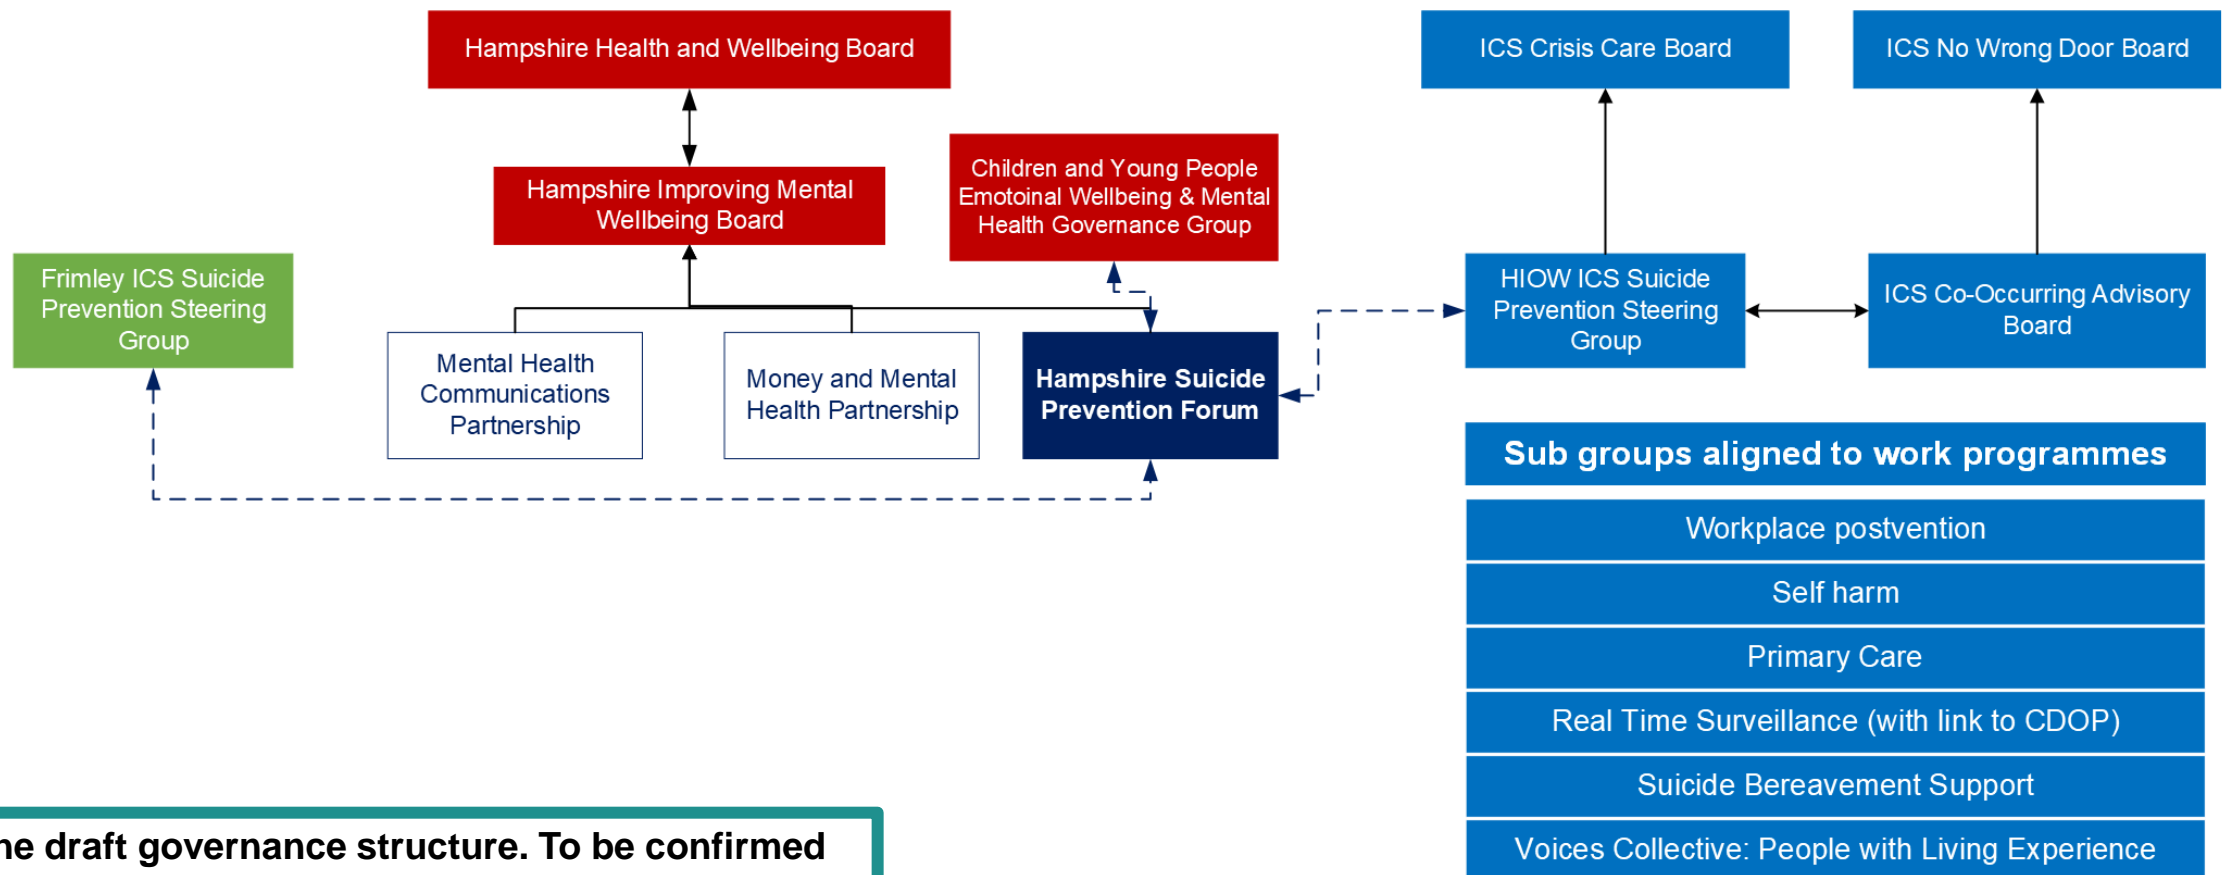 Hampshire Health and Wellbeing Board
ICS Crisis Care Board
ICS No Wrong Door Board
Hampshire Improving Mental
Wellbeing Board
Children and Young People
Emotoinal Wellbeing & Mental
Health Governance Group
Frimley ICS Suicide
Prevention Steering
Group
HIOW ICS Suicide
Prevention Steering
Group
ICS Co-Occurring Advisory
Board
Mental Health
Communications
Partnership
Money and Mental
Health Partnership
Hampshire Suicide
Prevention Forum
Sub groups aligned to work programmes
Workplace postvention
Self harm
Primary Care
Real Time Surveillance (with link to CDOP)
Suicide Bereavement Support
Voices Collective: People with Living Experience
draft governance structure. To be confirmed